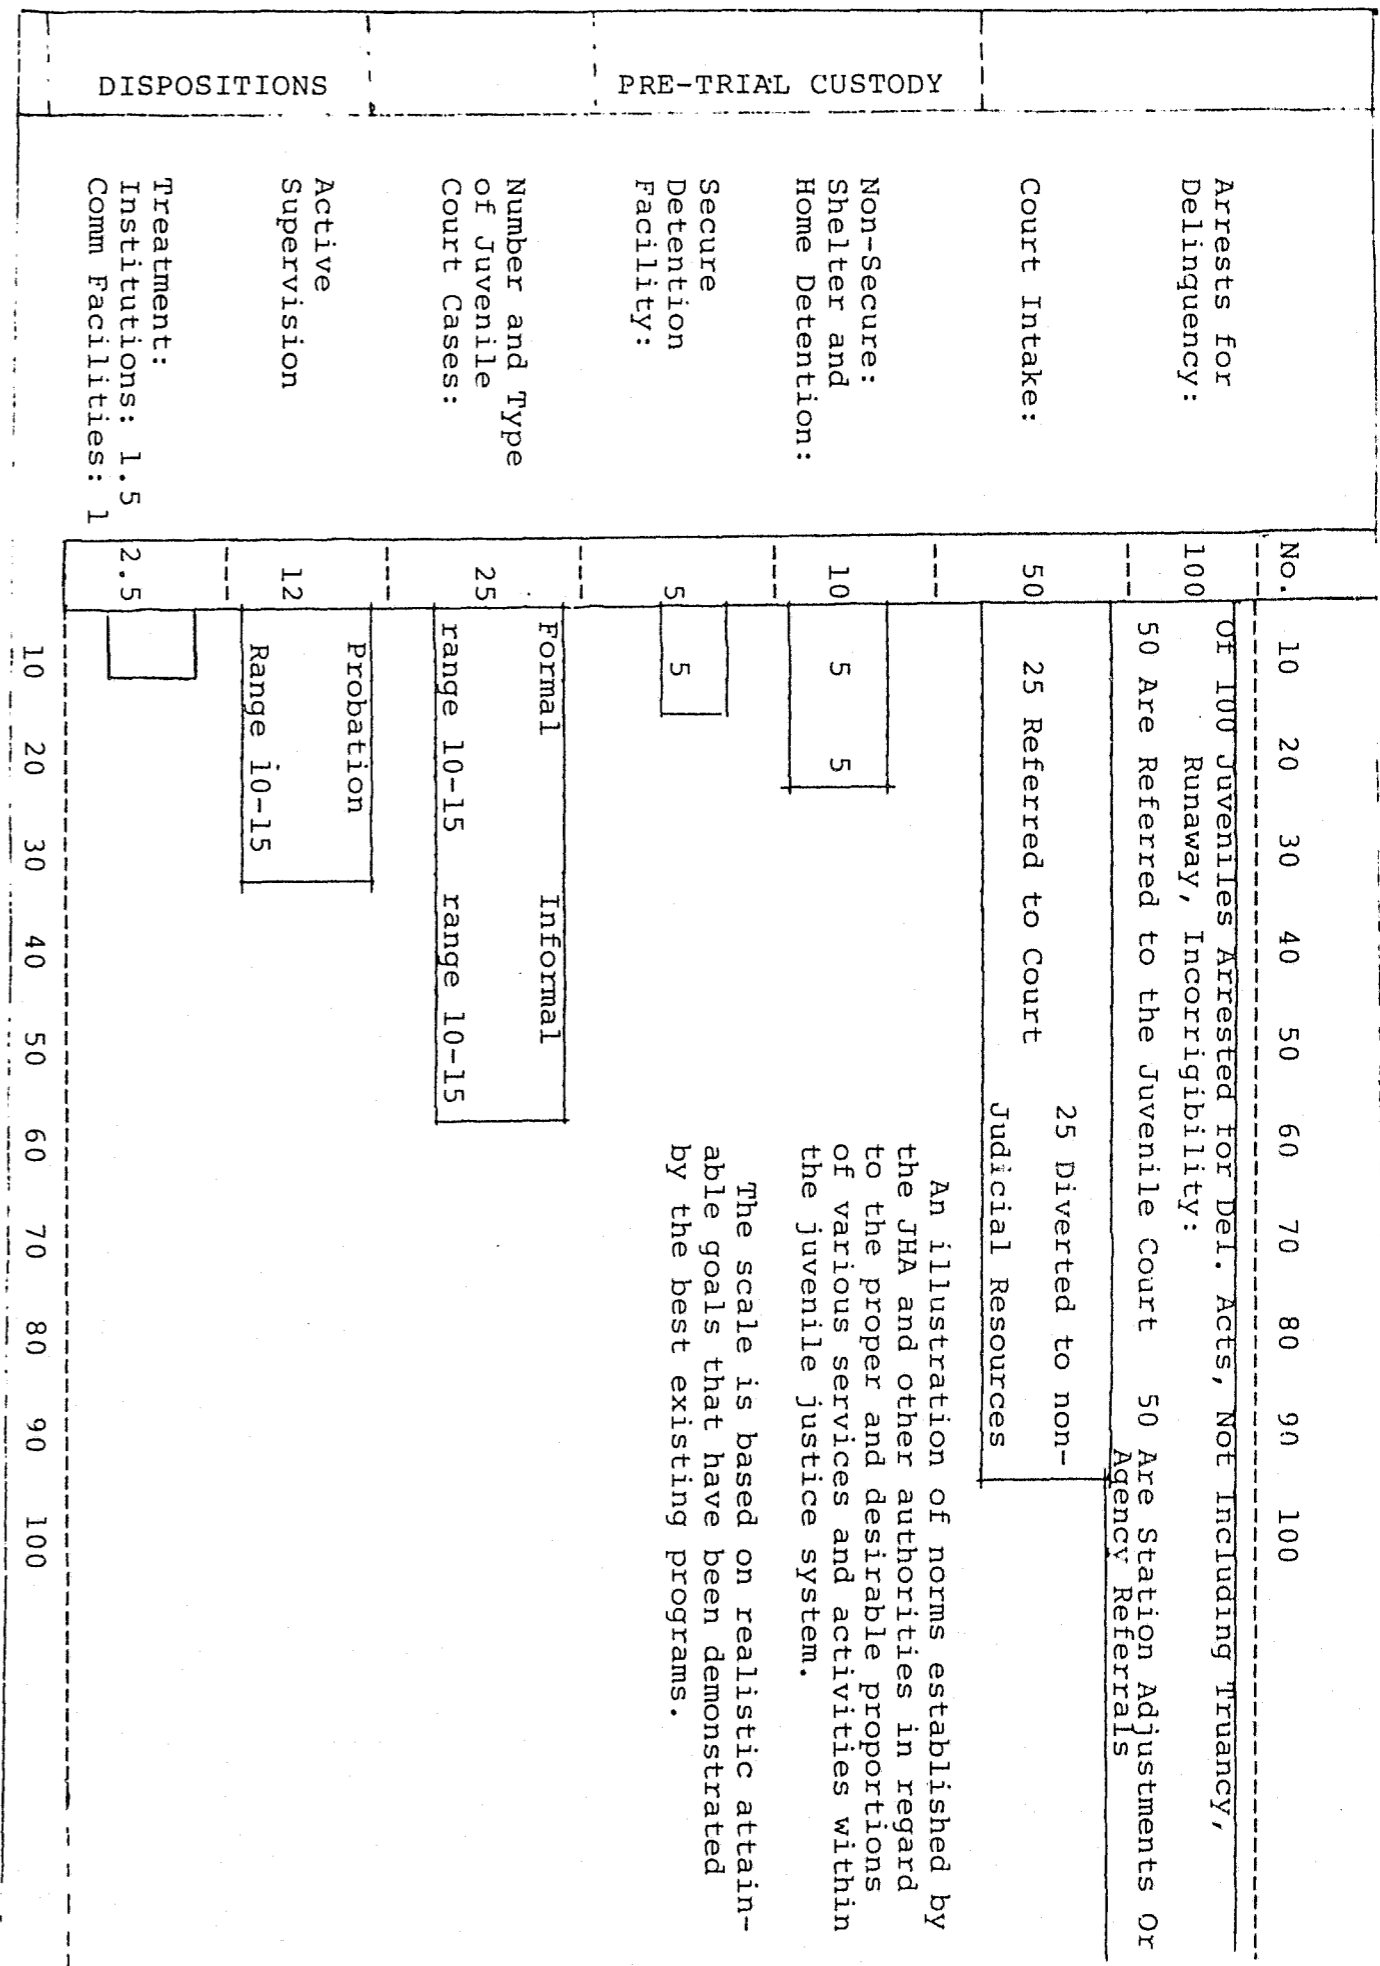 No. 10 20 30 40 50 60 70 80 90 100
Arrests for
Delinquency:
100
Of 100 Juveniles Arrested for Del. Acts, Not Including Truancy,
Runaway, Incorrigibility:
50 Are Referred to the Juvenile Court 50 Are Station Adjustments Or
Agency Referrals
Court Intake:
50
25 Referred to Court
25 Diverted to non-
Judicial Resources
PRE-TRIAL CUSTODY
Non-Secure:
Shelter and
Home Detention:
10
5 5
Secure
Detention
Facility:
5
5
An illustration of norms established by
the JHA and other authorities in regard
to the proper and desirable proportions
of various services and activities within
the juvenile justice system.
The scale is based on realistic attain-
able goals that have been demonstrated
by the best existing programs.
Number and Type
of Juvenile
Court Cases:
25
Formal Informal
range 10-15 range 10-15
DISPOSITIONS
Active
Supervision
12
Probation
Range 10-15
Treatment:
Institutions: 1.5
Comm Facilities: 1
2.5
10 20 30 40 50 60 70 80 90 100